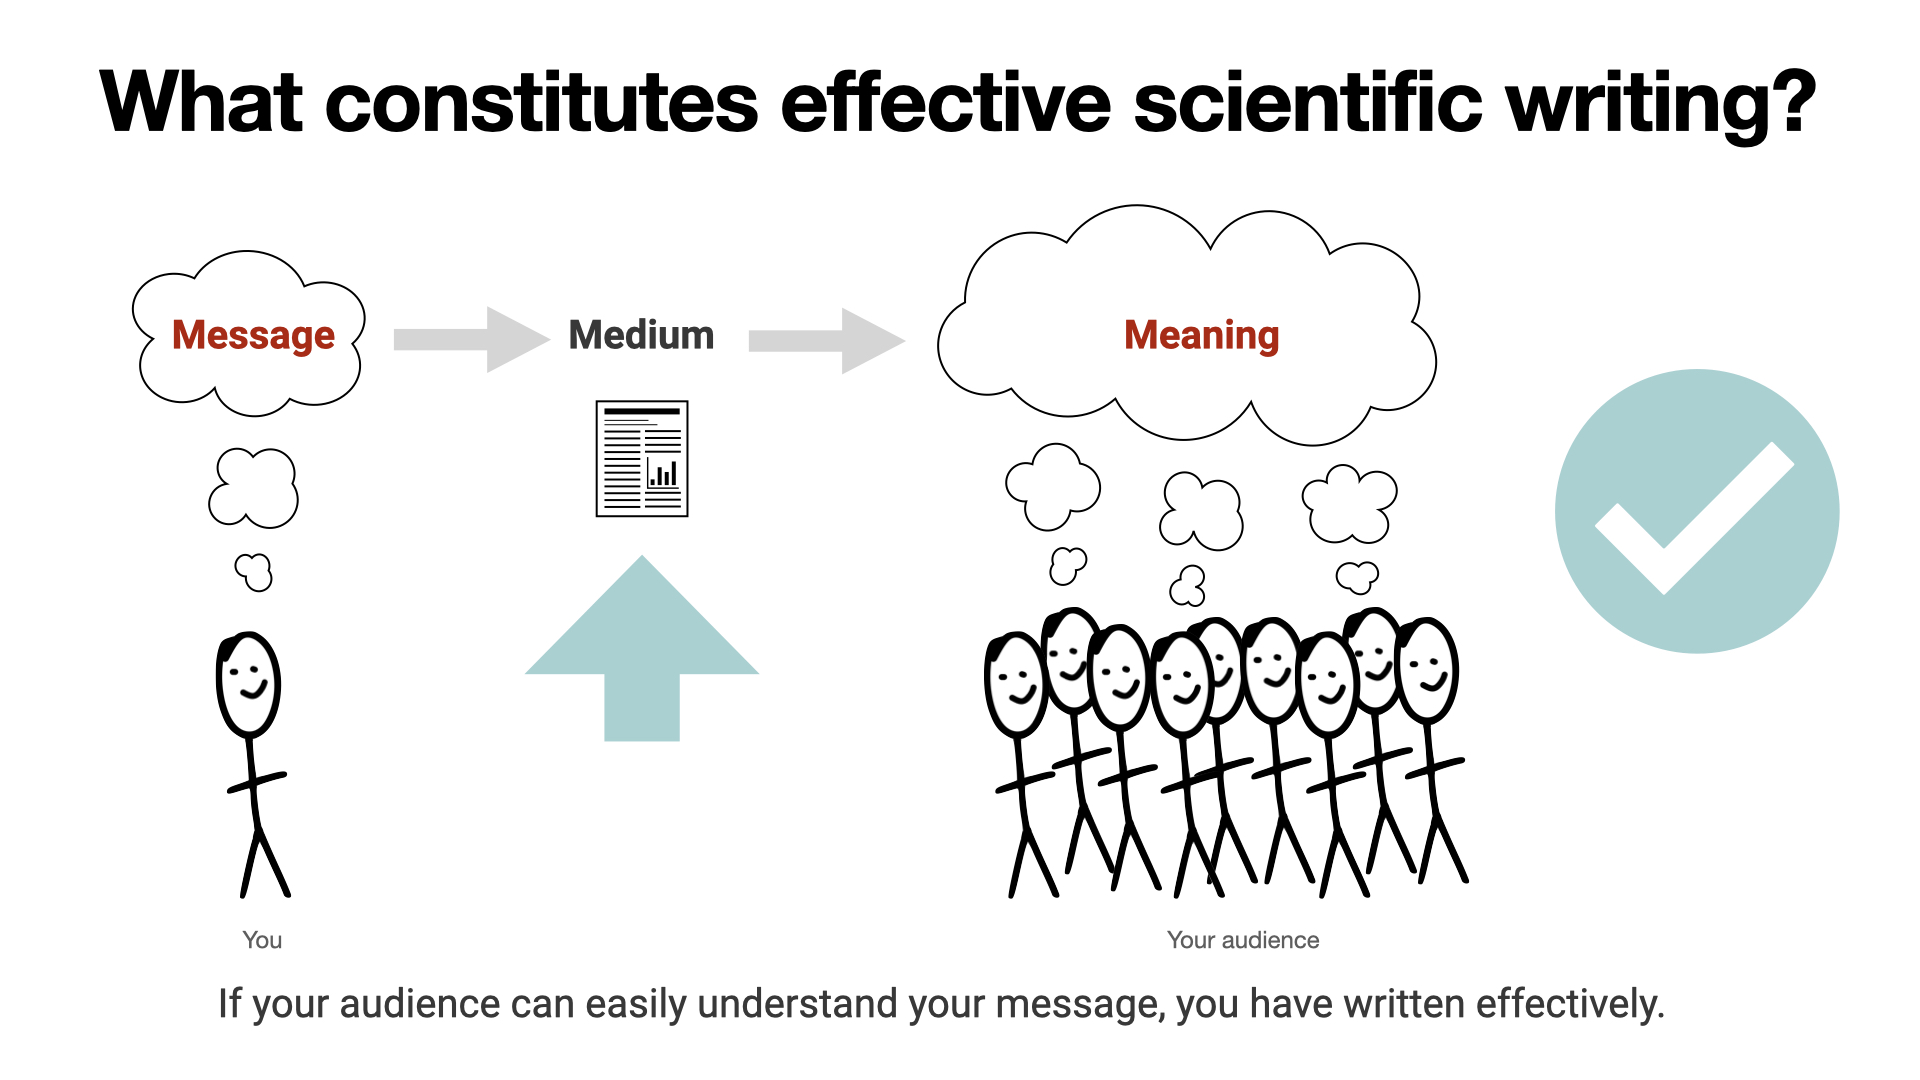 What constitutes effective scientific writing?
Message
Medium
Meaning
You
Your audience
If your audience can easily understand your message, you have written effectively.